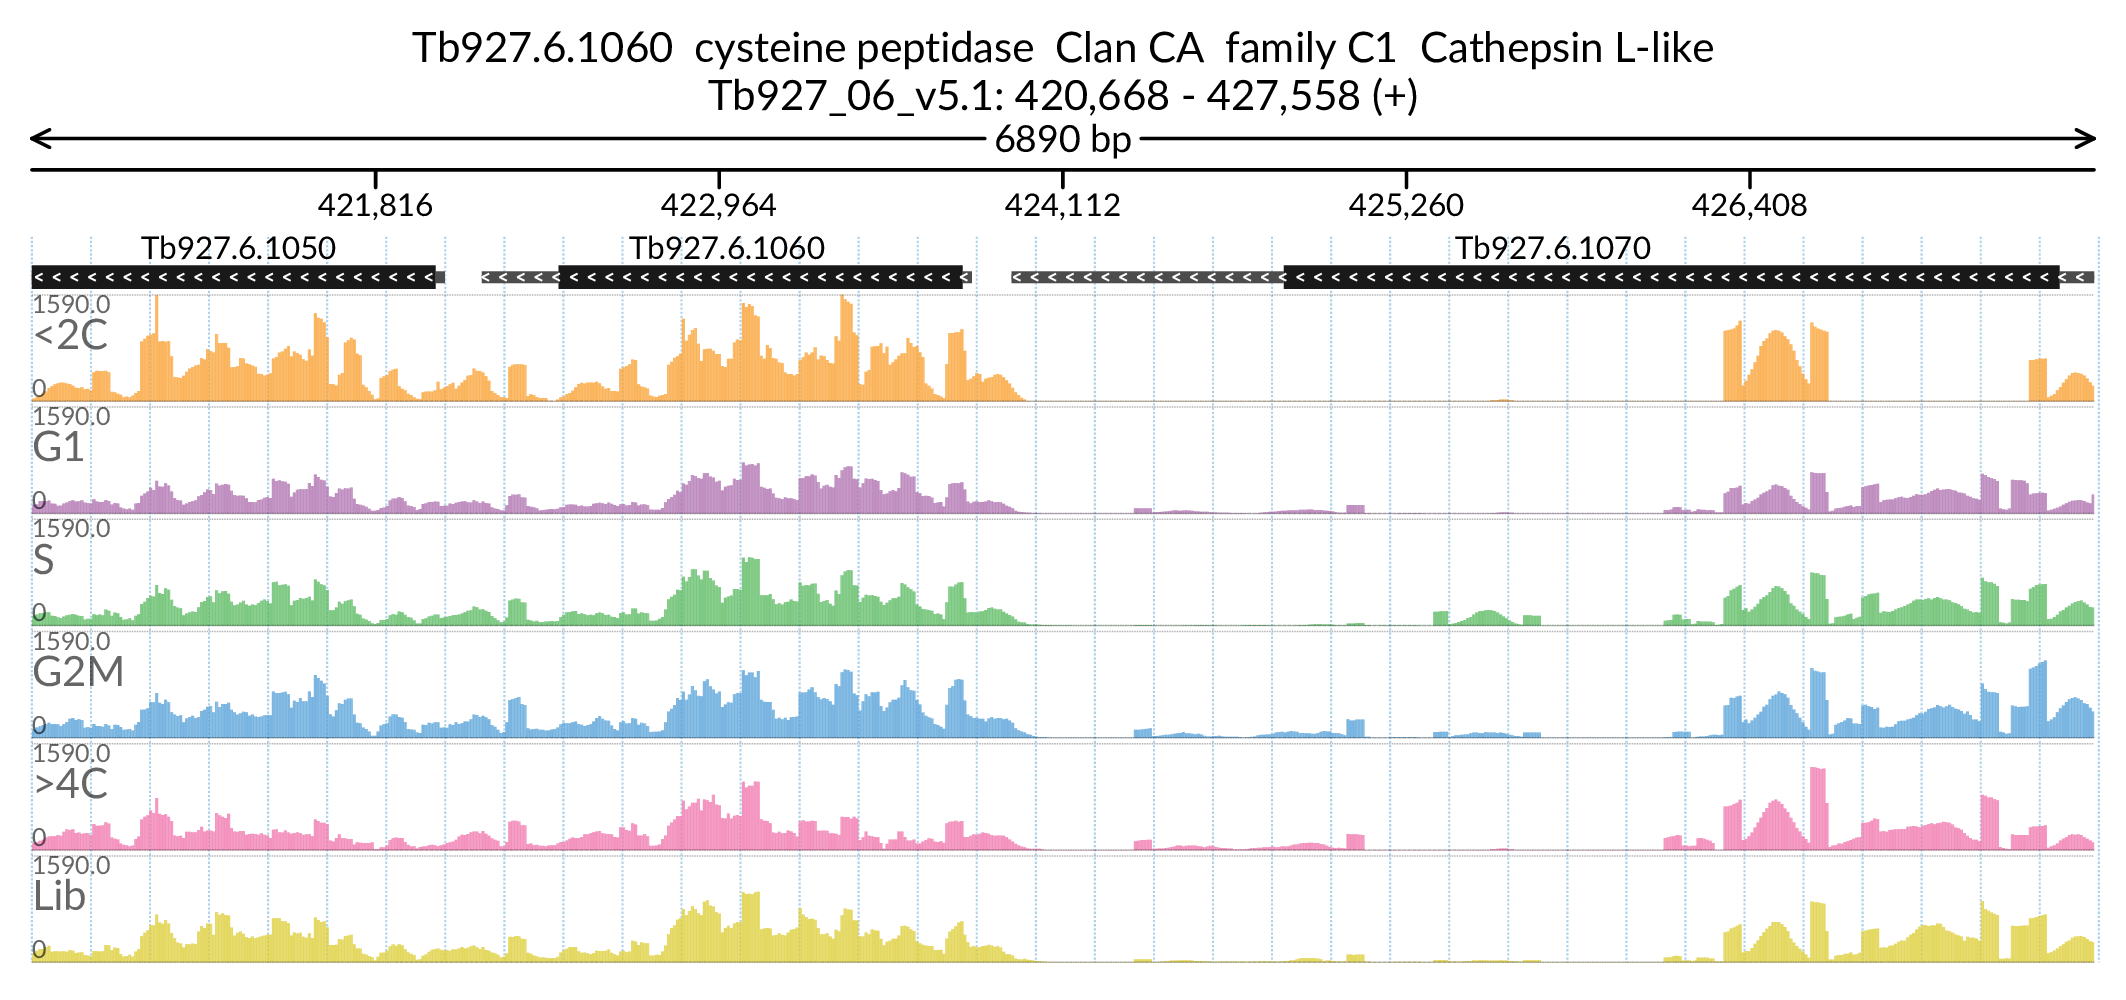 Tb927.6.1060  cysteine peptidase  Clan CA  family C1  Cathepsin L-like
Tb927_06_v5.1: 420,668 - 427,558 (+)
6890 bp
421,816 422,964 424,112 425,260 426,408
Tb927.6.1050 Tb927.6.1060 Tb927.6.1070
1590.0
<2C
0
1590.0
G1
0
1590.0
S
0
1590.0
G2M
0
1590.0
>4C
0
1590.0
Lib
0